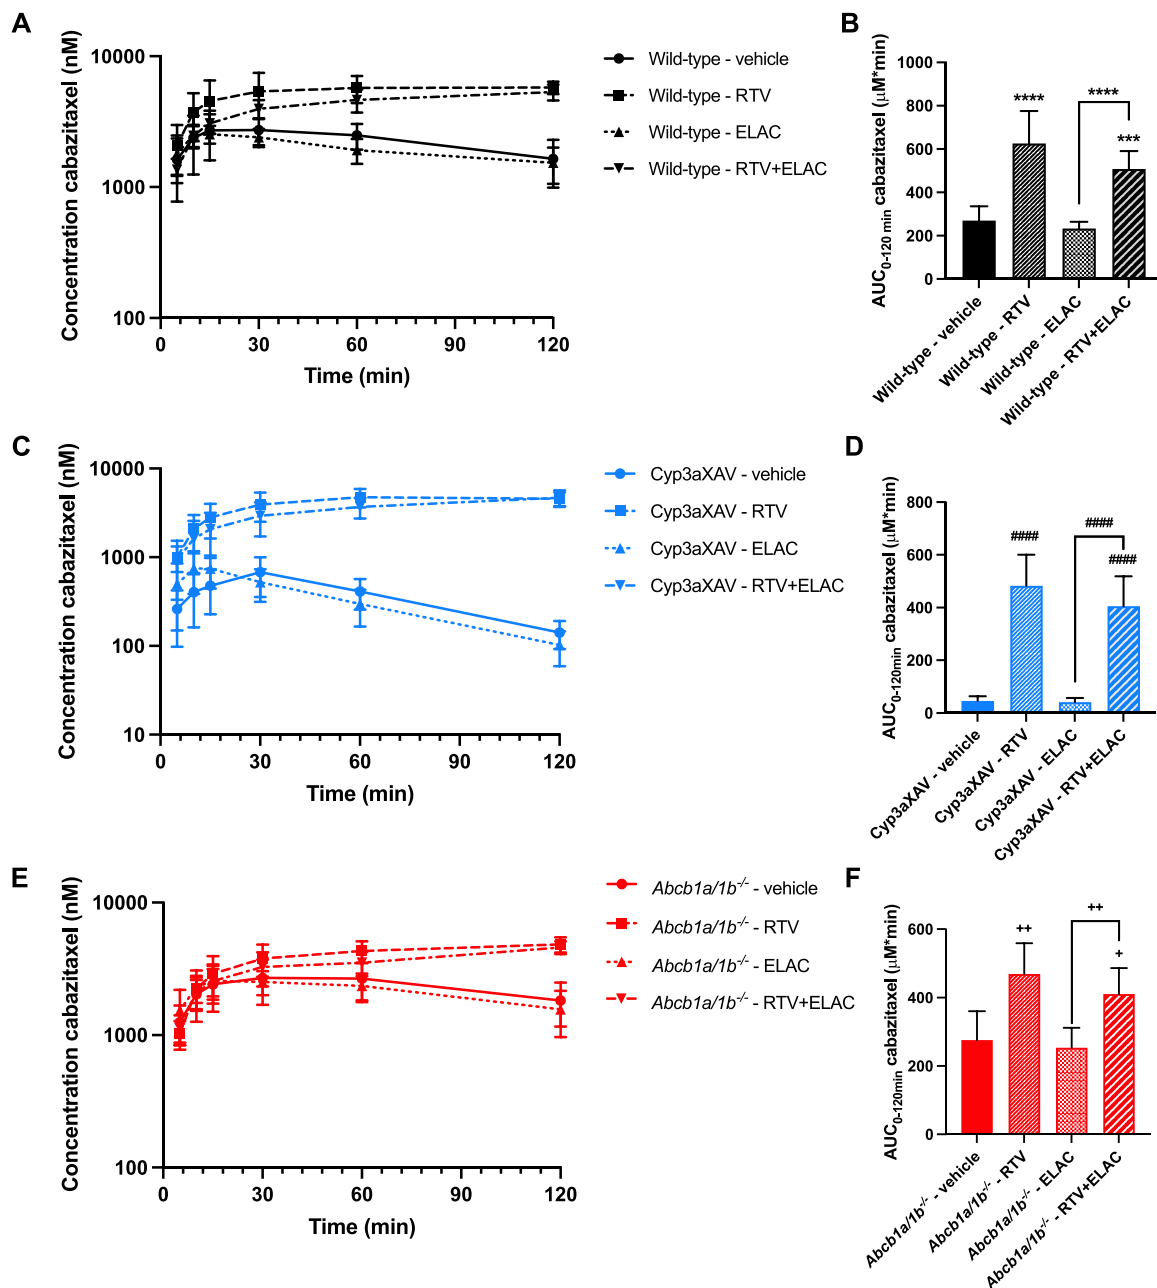 A
Concentration cabazitaxel (nM)
10000
1000
100
0
30
60
90
120
Time (min)
Wild-type - vehicle
Wild-type - RTV
Wild-type - ELAC
Wild-type - RTV+ELAC
B
AUC0-120 min cabazitaxel (μM*min)
1000
800
600
400
200
0
****
****
***
Wild-type - vehicle
Wild-type - RTV
Wild-type - ELAC
Wild-type - RTV+ELAC
C
Concentration cabazitaxel (nM)
10000
1000
100
10
0
30
60
90
120
Time (min)
Cyp3aXAV - vehicle
Cyp3aXAV - RTV
Cyp3aXAV - ELAC
Cyp3aXAV - RTV+ELAC
D
AUC0-120min cabazitaxel (μM*min)
800
600
400
200
0
####
####
####
Cyp3aXAV - vehicle
Cyp3aXAV - RTV
Cyp3aXAV - ELAC
Cyp3aXAV - RTV+ELAC
E
Concentration cabazitaxel (nM)
10000
1000
100
0
30
60
90
120
Time (min)
Abcb1a/1b-/- - vehicle
Abcb1a/1b-/- - RTV
Abcb1a/1b-/- - ELAC
Abcb1a/1b-/- - RTV+ELAC
F
AUC0-120min cabazitaxel (μM*min)
600
400
200
0
++
++
+
Abcb1a/1b-/- - vehicle
Abcb1a/1b-/- - RTV
Abcb1a/1b-/- - ELAC
Abcb1a/1b-/- - RTV+ELAC